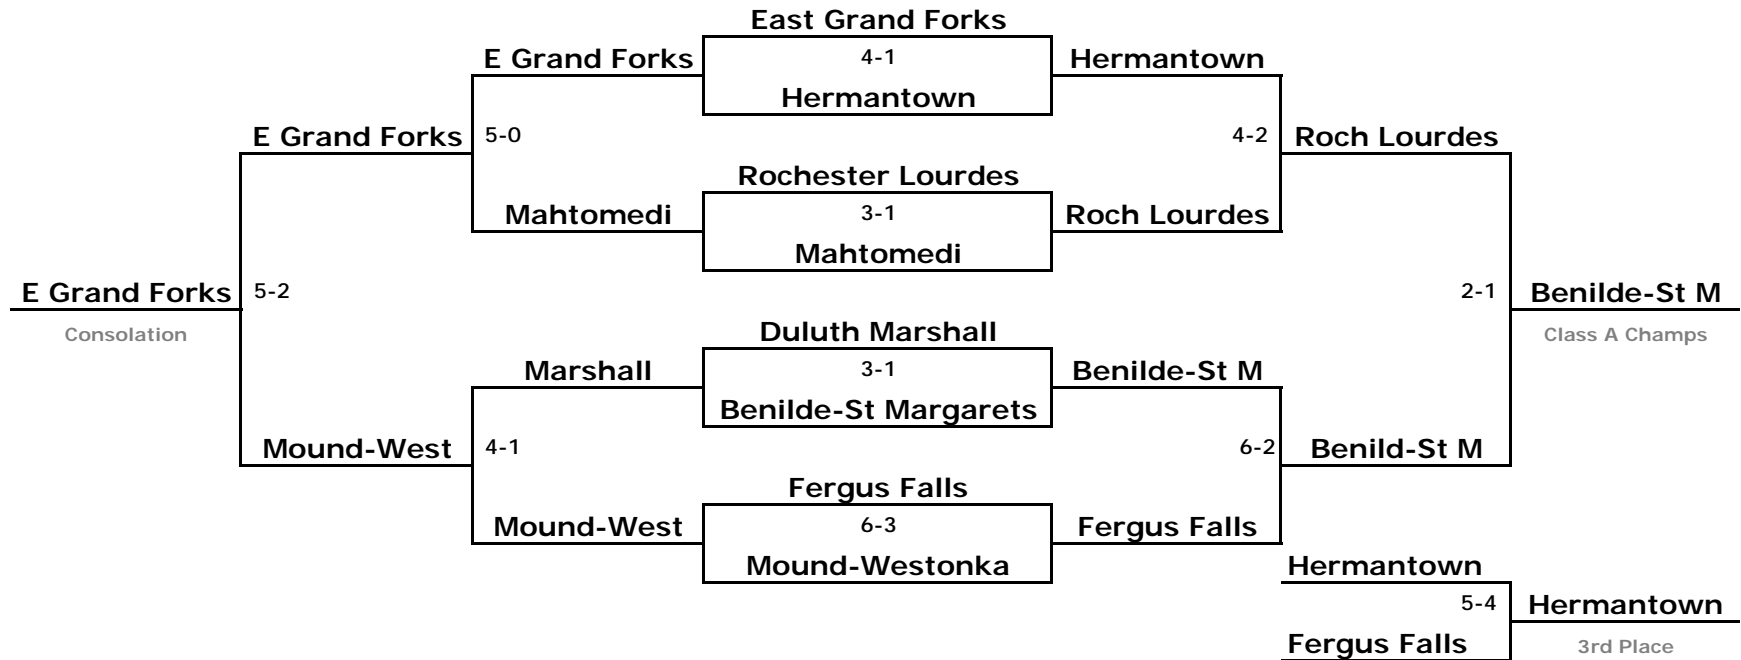 East Grand Forks
E Grand Forks 4-1 Hermantown
Hermantown
E Grand Forks 5-0 4-2 Roch Lourdes
Rochester Lourdes
Mahtomedi 3-1 Roch Lourdes
Mahtomedi
E Grand Forks 5-2 2-1 Benilde-St M
Consolation Duluth Marshall Class A Champs
Marshall 3-1 Benilde-St M
Benilde-St Margarets
Mound-West 4-1 6-2 Benild-St M
Fergus Falls
Mound-West 6-3 Fergus Falls
Mound-Westonka Hermantown
5-4 Hermantown
Fergus Falls 3rd Place